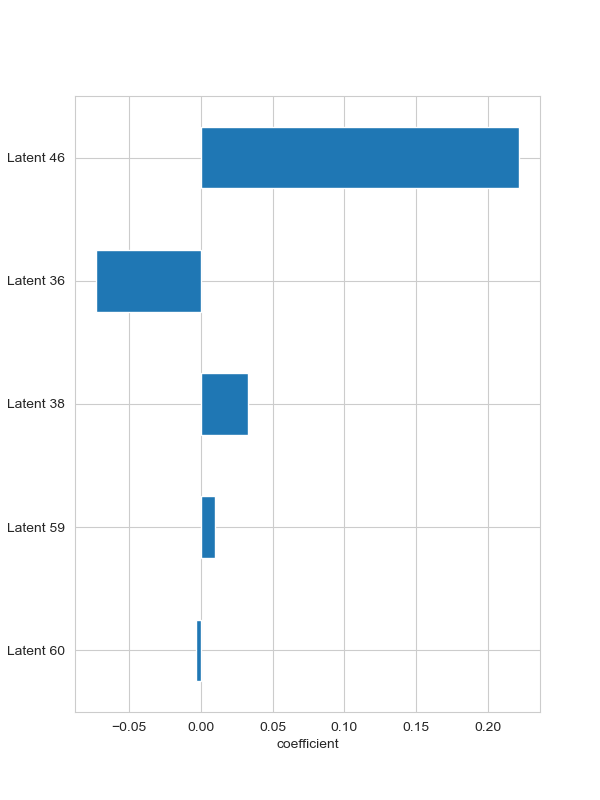 Latent 46
Latent 36
Latent 38
Latent 59
Latent 60
−0.05 0.00 0.05 0.10 0.15 0.20
coefficient